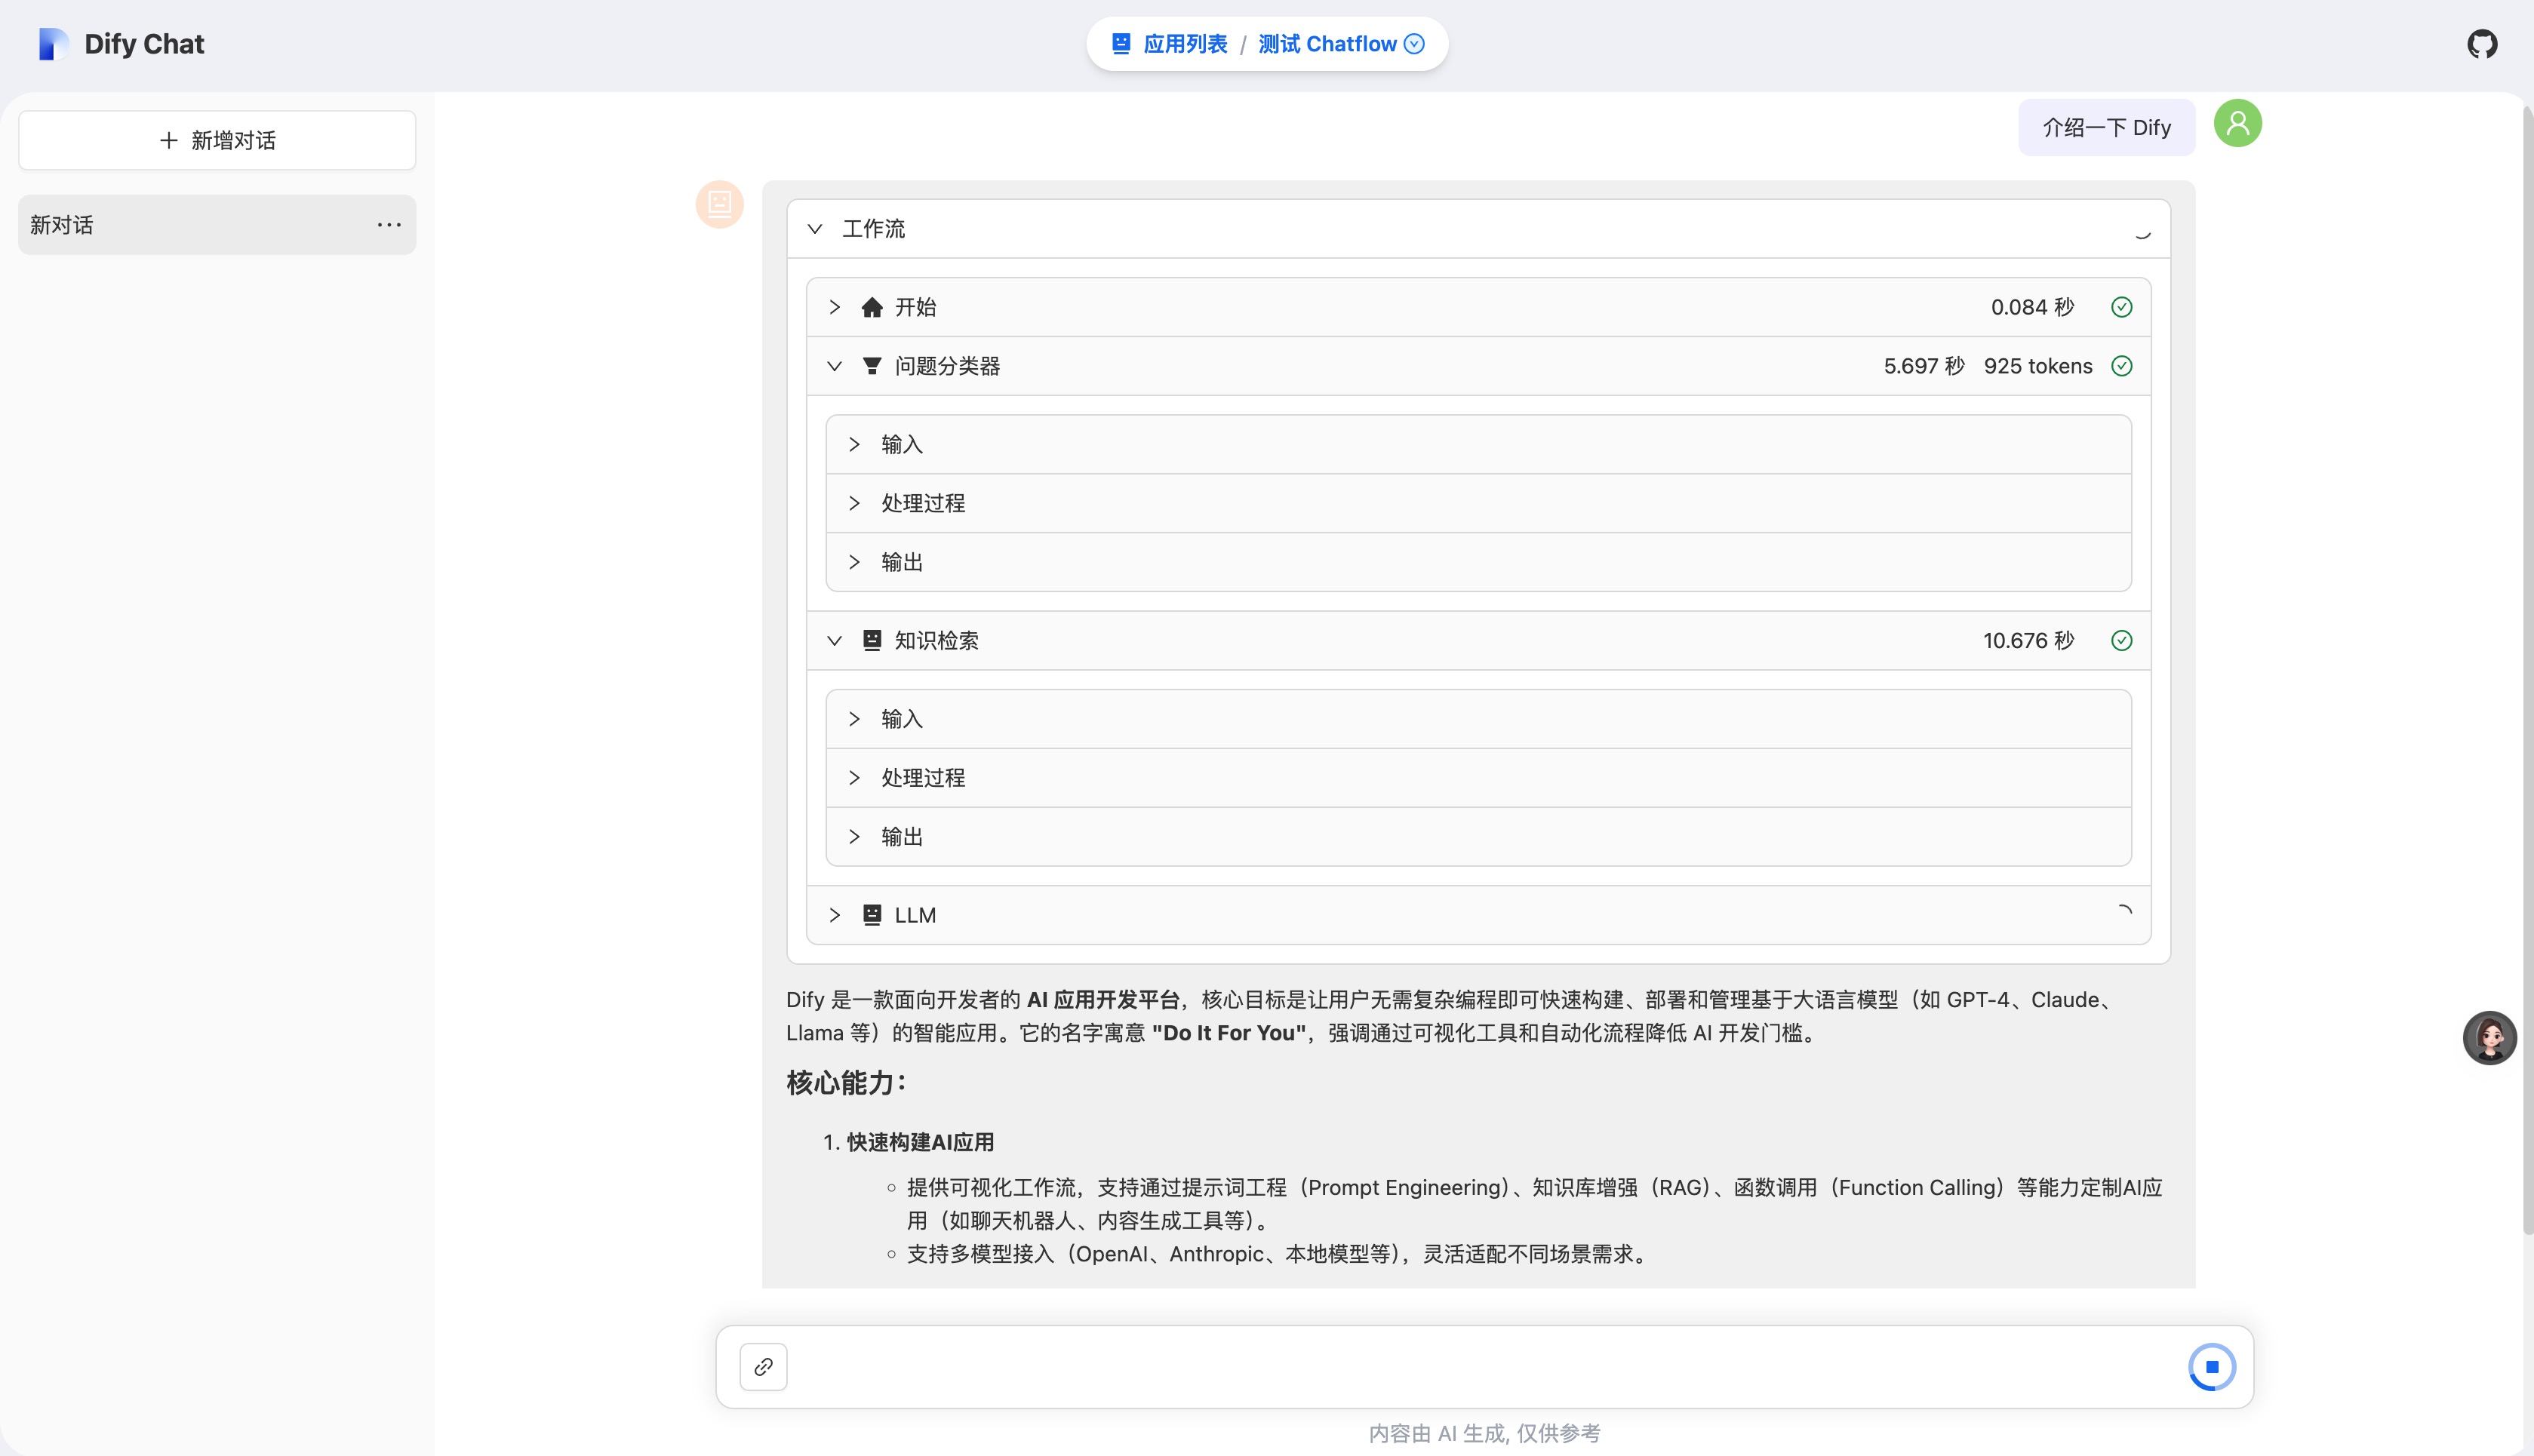 Dify Chat
应用列表 / 测试 Chatflow
新增对话
新对话
介绍一下 Dify
工作流
开始 0.084 秒
问题分类器 5.697 秒 925 tokens
输入
处理过程
输出
知识检索 10.676 秒
输入
处理过程
输出
LLM
Dify 是一款面向开发者的 AI 应用开发平台，核心目标是让用户无需复杂编程即可快速构建、部署和管理基于大语言模型（如 GPT-4、Claude、
Llama 等）的智能应用。它的名字寓意 "Do It For You"，强调通过可视化工具和自动化流程降低 AI 开发门槛。
核心能力：
1. 快速构建AI应用
提供可视化工作流，支持通过提示词工程（Prompt Engineering）、知识库增强（RAG）、函数调用（Function Calling）等能力定制AI应
用（如聊天机器人、内容生成工具等）。
支持多模型接入（OpenAI、Anthropic、本地模型等），灵活适配不同场景需求。
内容由 AI 生成, 仅供参考